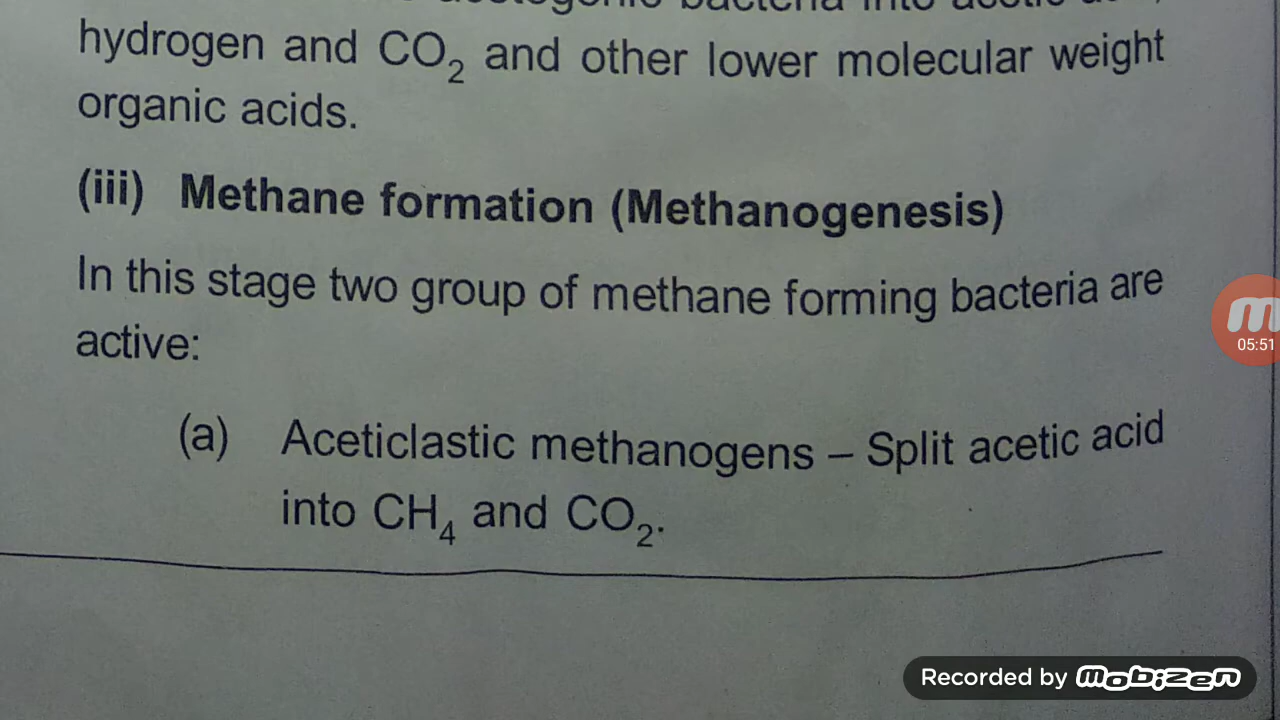 hydrogen and CO₂ and other lower molecular weight
organic acids.
(iii) Methane formation (Methanogenesis)
In this stage two group of methane forming bacteria are
active:
(a) Aceticlastic methanogens – Split acetic acid
into CH₄ and CO₂.
05:51
Recorded by mobizen